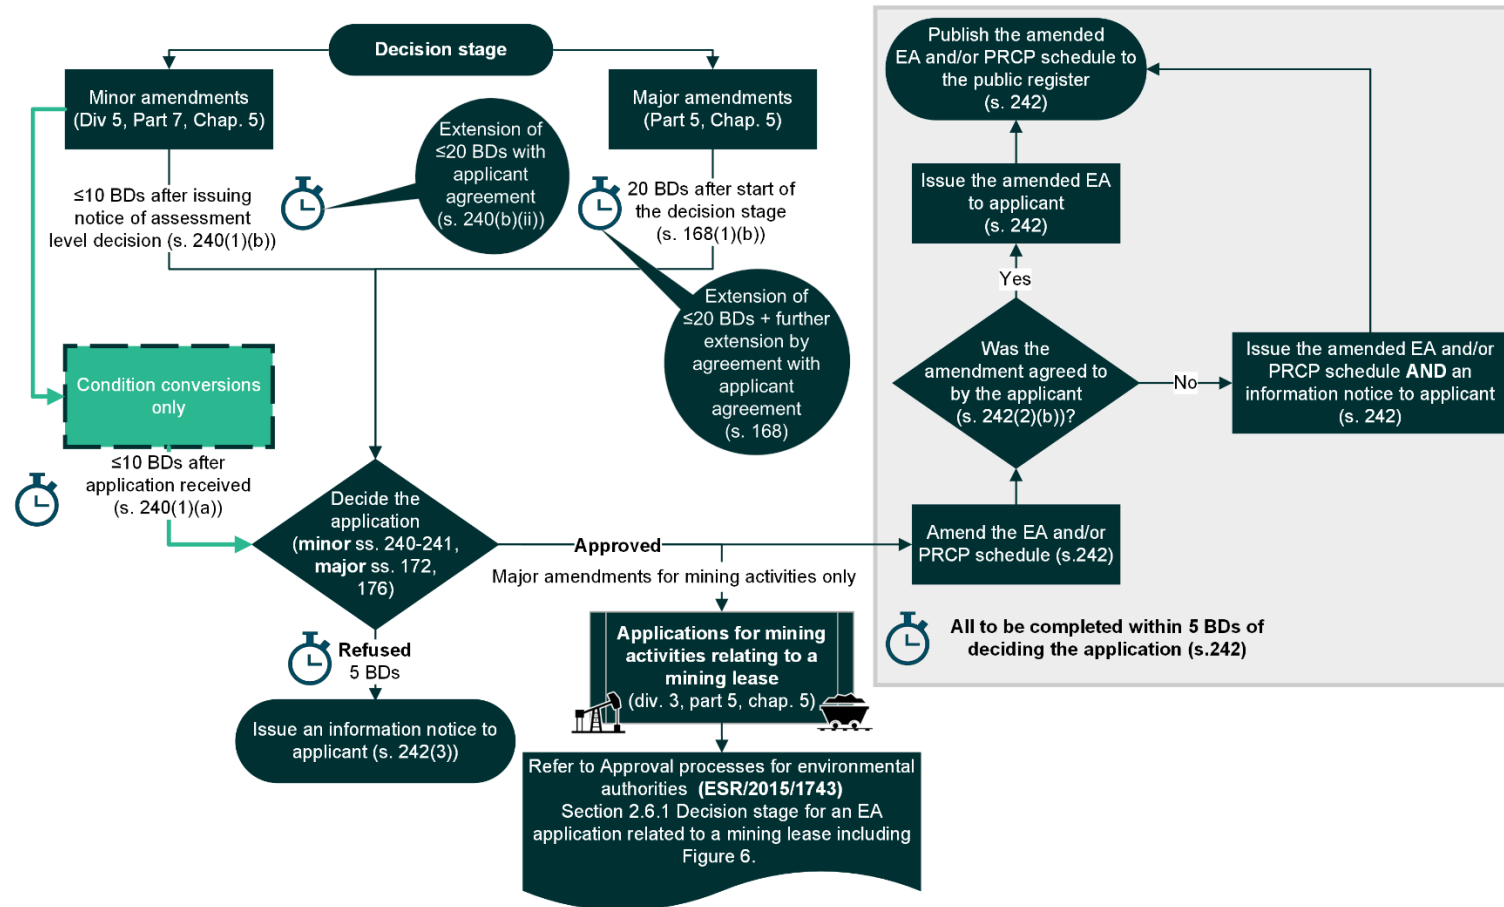 Decision stage
Minor amendments
(Div 5, Part 7, Chap. 5)
Major amendments
(Part 5, Chap. 5)
Extension of
≤20 BDs with
applicant
agreement
(s. 240(b)(ii))
≤10 BDs after issuing
notice of assessment
level decision (s. 240(1)(b))
20 BDs after start of
the decision stage
(s. 168(1)(b))
Extension of
≤20 BDs + further
extension by
agreement with
applicant
agreement
(s. 168)
Condition conversions
only
≤10 BDs after
application received
(s. 240(1)(a))
Decide the
application
(minor ss. 240-241,
major ss. 172,
176)
Approved
Major amendments for mining activities only
Refused
5 BDs
Issue an information notice to
applicant (s. 242(3))
Applications for mining
activities relating to a
mining lease
(div. 3, part 5, chap. 5)
Refer to Approval processes for environmental
authorities (ESR/2015/1743)
Section 2.6.1 Decision stage for an EA
application related to a mining lease including
Figure 6.
Publish the amended
EA and/or PRCP schedule to
the public register
(s. 242)
Issue the amended EA
to applicant
(s. 242)
Yes
Was the
amendment agreed to
by the applicant
(s. 242(2)(b))?
No
Issue the amended EA and/or
PRCP schedule AND an
information notice to applicant
(s. 242)
Amend the EA and/or
PRCP schedule (s.242)
All to be completed within 5 BDs of
deciding the application (s.242)